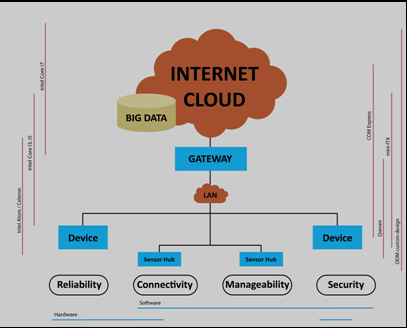 INTERNET
CLOUD
BIG DATA
GATEWAY
LAN
Device
Device
Sensor Hub
Sensor Hub
Reliability
Connectivity
Manageability
Security
Software
Hardware
Intel Core i7
Intel Core i3, i5
Intel Atom / Celeron
COM Express
mini-ITX
Qseven
ODM custom design